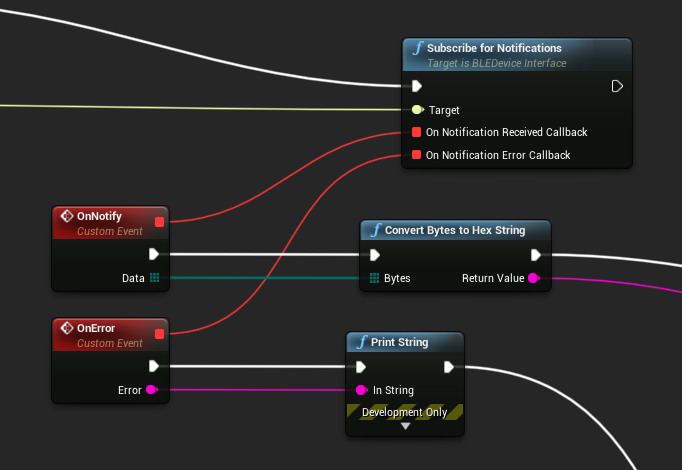 Subscribe for Notifications
Target is BLEDevice Interface
Target
On Notification Received Callback
On Notification Error Callback
OnNotify
Custom Event
Data
Convert Bytes to Hex String
Bytes
Return Value
OnError
Custom Event
Error
Print String
In String
Development Only